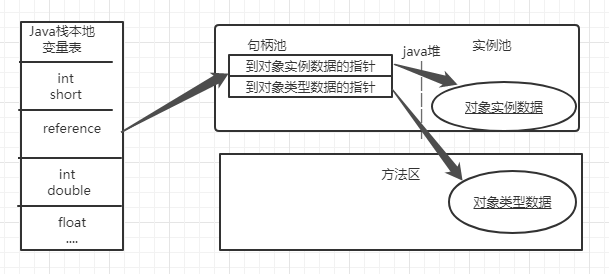 Java栈本地
变量表
int
short
reference
int
double
float
....
句柄池
到对象实例数据的指针
到对象类型数据的指针
java堆
实例池
对象实例数据
方法区
对象类型数据